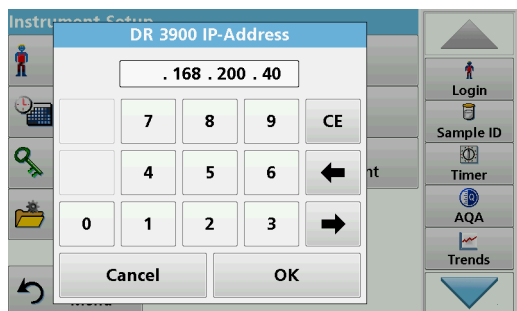 Instrument Setup
DR 3900 IP-Address
. 168 . 200 . 40
7 8 9 CE
4 5 6
0 1 2 3
Cancel OK
Menu
nt
Login
Sample ID
Timer
AQA
Trends